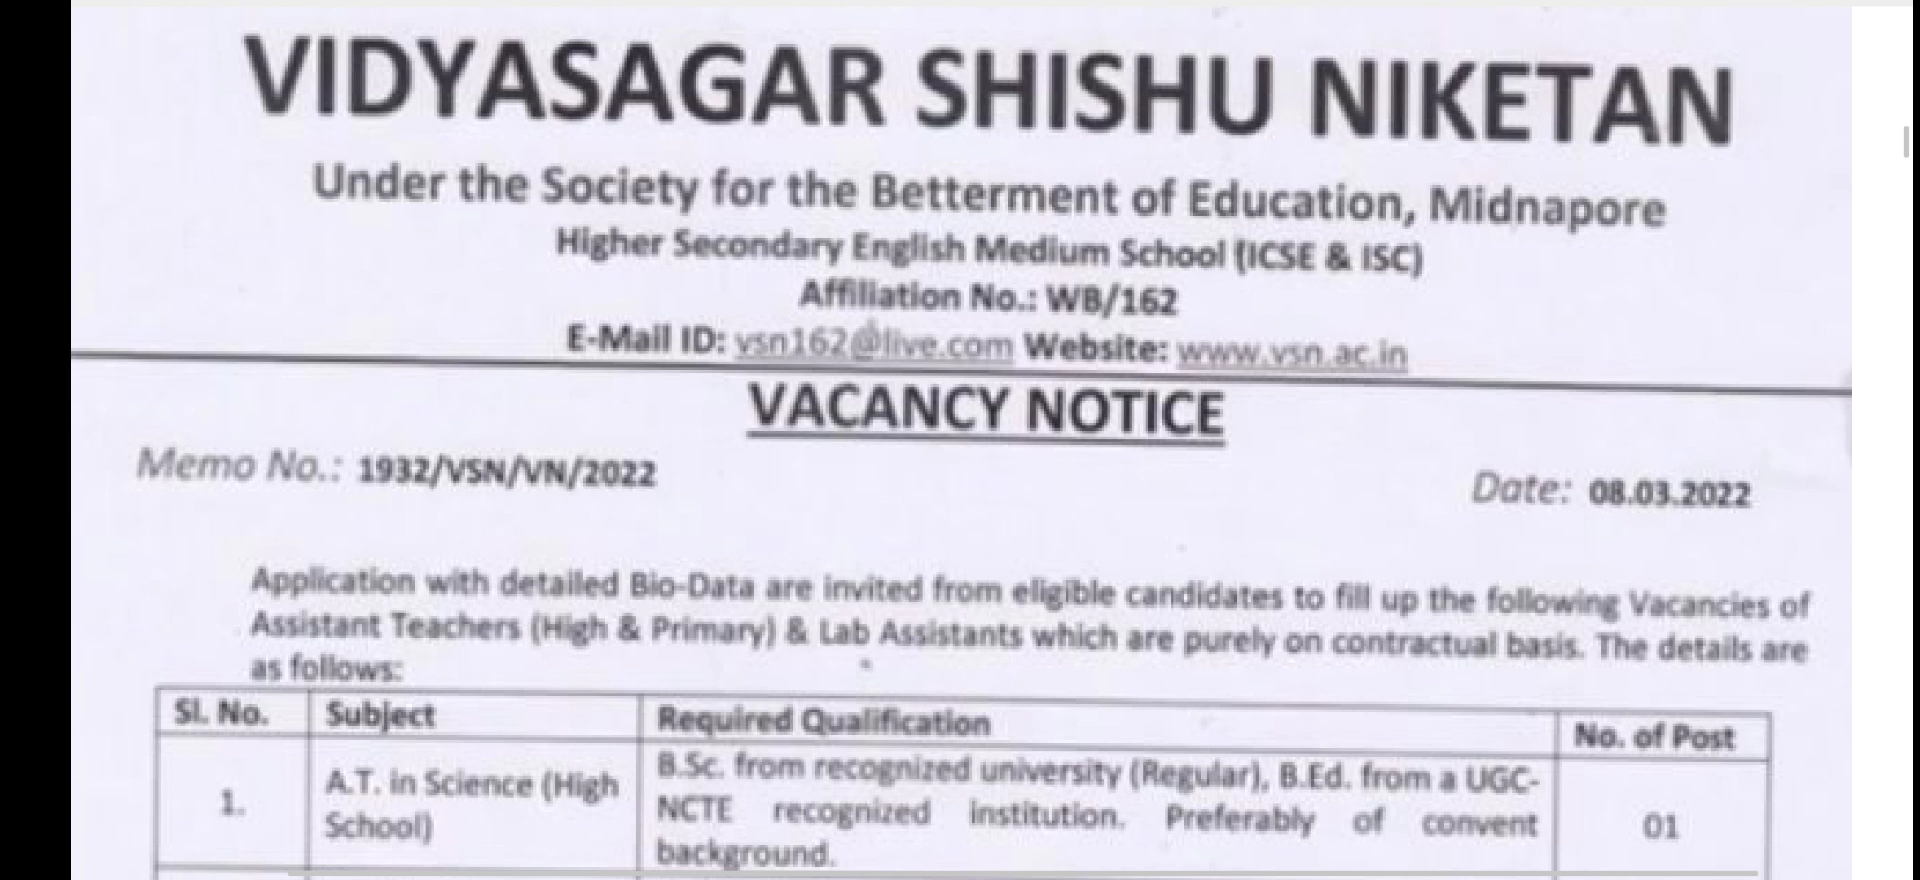 VIDYASAGAR SHISHU NIKETAN
Under the Society for the Betterment of Education, Midnapore
Higher Secondary English Medium School (ICSE & ISC)
Affiliation No.: WB/162
E-Mail ID: vsn162@live.com Website: www.vsn.ac.in
VACANCY NOTICE
Memo No.: 1932/VSN/VN/2022
Date: 08.03.2022
Application with detailed Bio-Data are invited from eligible candidates to fill up the following Vacancies of
Assistant Teachers (High & Primary) & Lab Assistants which are purely on contractual basis. The details are
as follows:
Sl. No. Subject Required Qualification No. of Post
1. A.T. in Science (High
School)
B.Sc. from recognized university (Regular), B.Ed. from a UGC-
NCTE recognized institution. Preferably of convent
background.
01